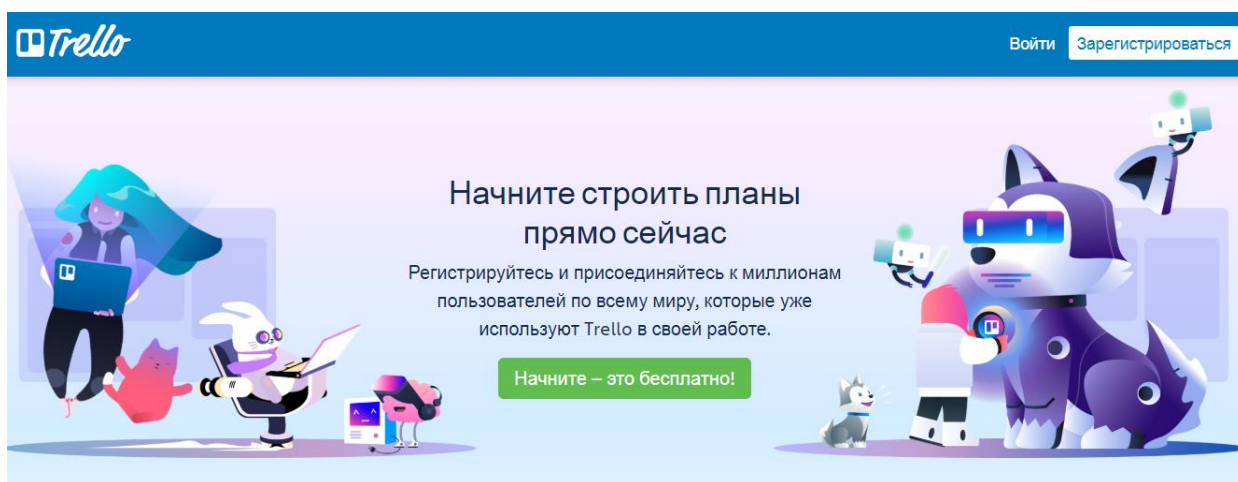 Trello
Войти
Зарегистрироваться
Начните строить планы
прямо сейчас
Регистрируйтесь и присоединяйтесь к миллионам
пользователей по всему миру, которые уже
используют Trello в своей работе.
Начните – это бесплатно!